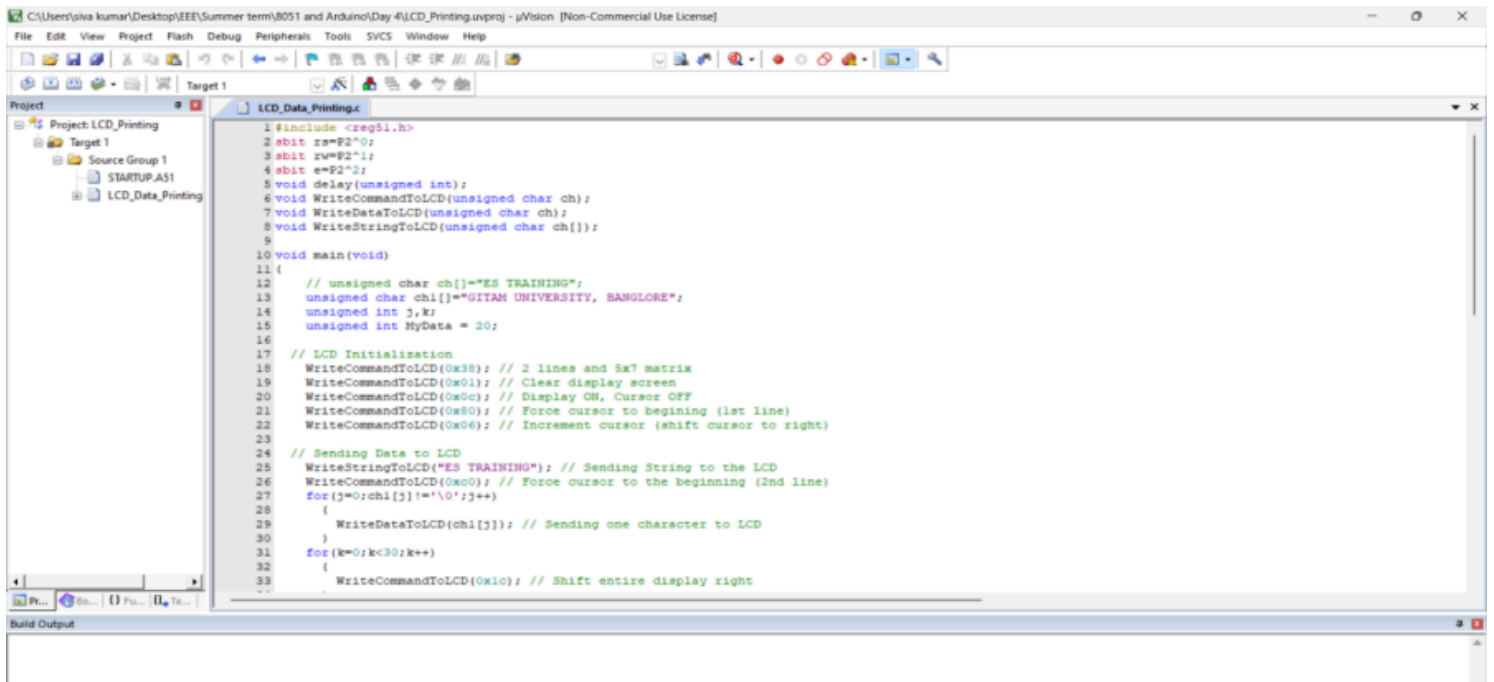 C:\Users\siva kumar\Desktop\EEE\Summer term\8051 and Arduino\Day 4\LCD_Printing.uvproj - µVision [Non-Commercial Use License]
File Edit View Project Flash Debug Peripherals Tools SVCS Window Help
Target 1
Project
LCD_Data_Printing.c
Project: LCD_Printing
Target 1
Source Group 1
STARTUP.A51
LCD_Data_Printing
1 #include <reg51.h>
2 sbit rs=P2^0;
3 sbit rw=P2^1;
4 sbit e=P2^2;
5 void delay(unsigned int);
6 void WriteCommandToLCD(unsigned char ch);
7 void WriteDataToLCD(unsigned char ch);
8 void WriteStringToLCD(unsigned char ch[]);
9
10 void main(void)
11 {
12 // unsigned char ch[]="ES TRAINING";
13 unsigned char ch1[]="GITAM UNIVERSITY, BANGLORE";
14 unsigned int j,k;
15 unsigned int MyData = 20;
16
17 // LCD Initialization
18 WriteCommandToLCD(0x38); // 2 lines and 5x7 matrix
19 WriteCommandToLCD(0x01); // Clear display screen
20 WriteCommandToLCD(0x0c); // Display ON, Cursor OFF
21 WriteCommandToLCD(0x80); // Force cursor to begining (1st line)
22 WriteCommandToLCD(0x06); // Increment cursor (shift cursor to right)
23
24 // Sending Data to LCD
25 WriteStringToLCD("ES TRAINING"); // Sending String to the LCD
26 WriteCommandToLCD(0xc0); // Force cursor to the beginning (2nd line)
27 for(j=0;ch1[j]!='\0';j++)
28 {
29 WriteDataToLCD(ch1[j]); // Sending one character to LCD
30 }
31 for(k=0;k<30;k++)
32 {
33 WriteCommandToLCD(0x1c); // Shift entire display right
Pr... Bo... {} Fu... Te...
Build Output